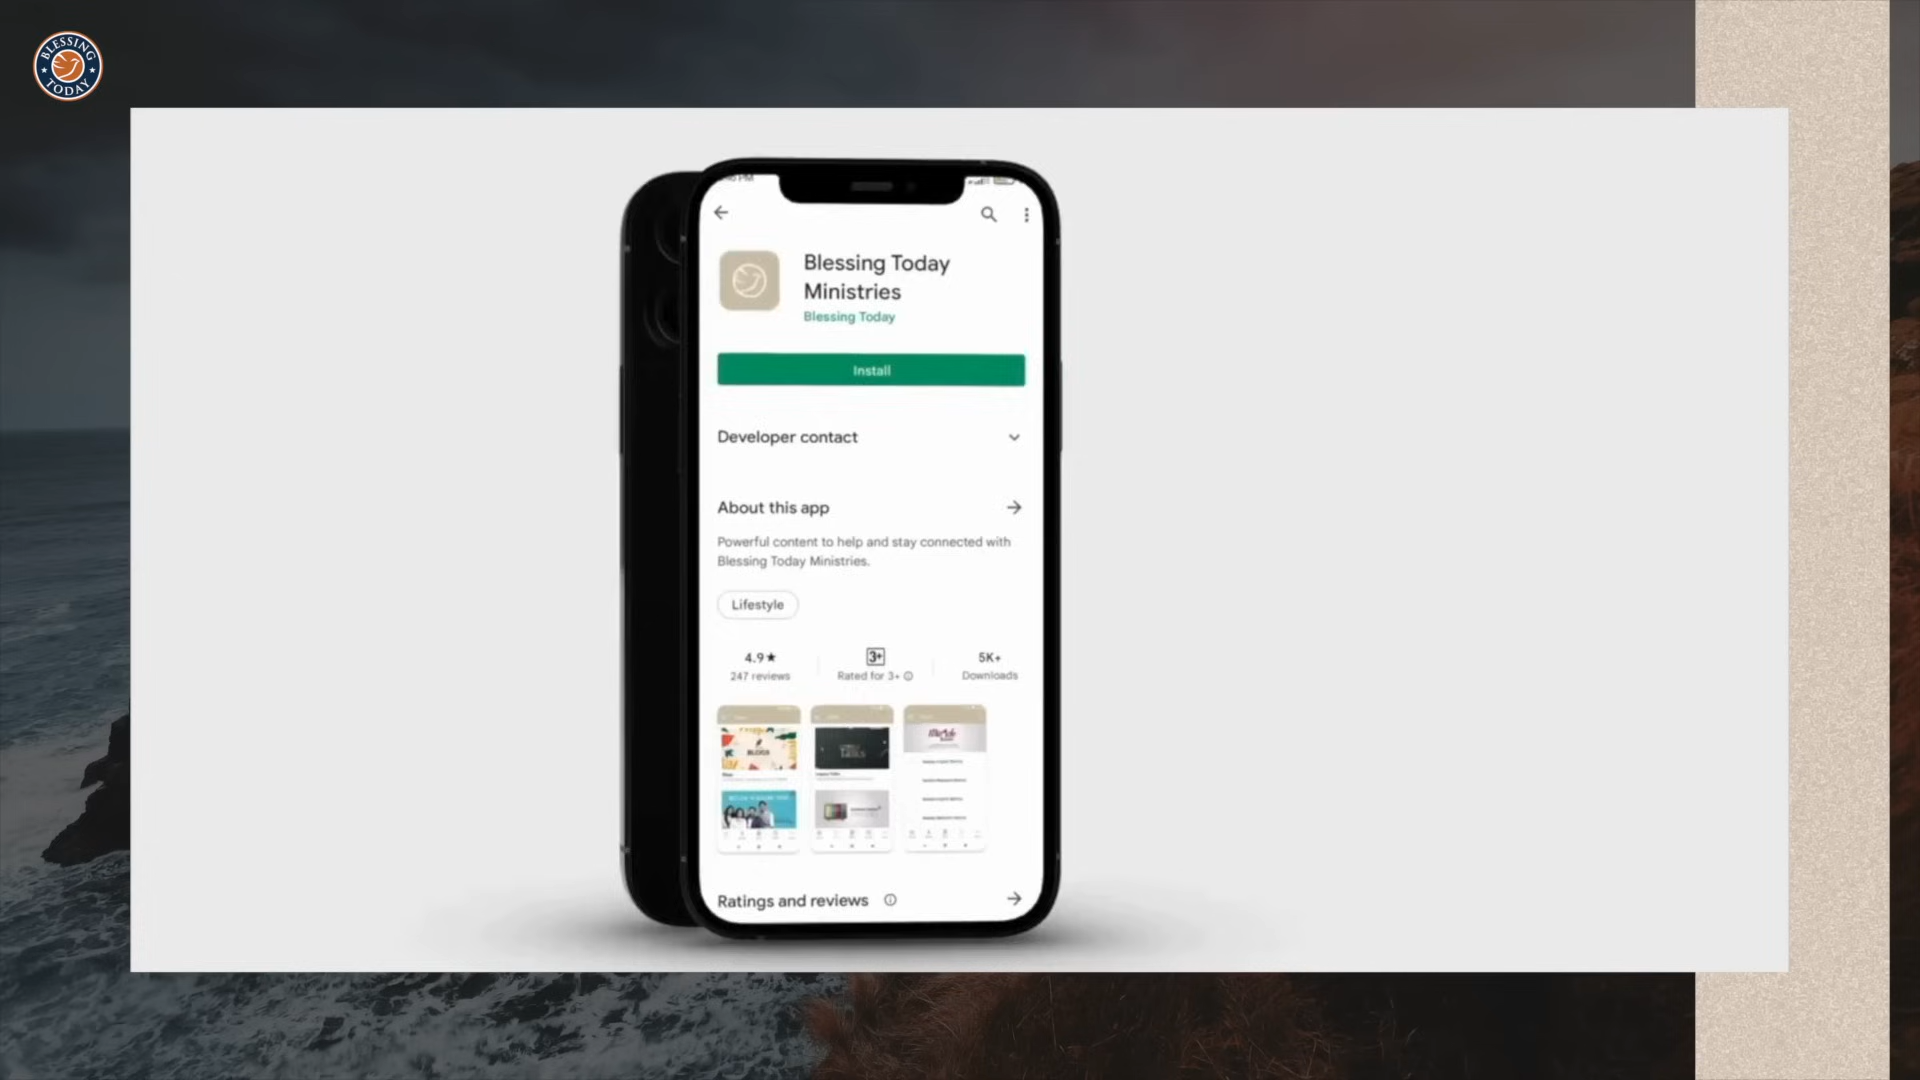 BLESSING
TODAY
Blessing Today
Ministries
Blessing Today
Install
Developer contact
About this app
Powerful content to help and stay connected with
Blessing Today Ministries.
Lifestyle
4.9★
247 reviews
3+
Rated for 3+
5K+
Downloads
BLOGS
Talks
Ratings and reviews